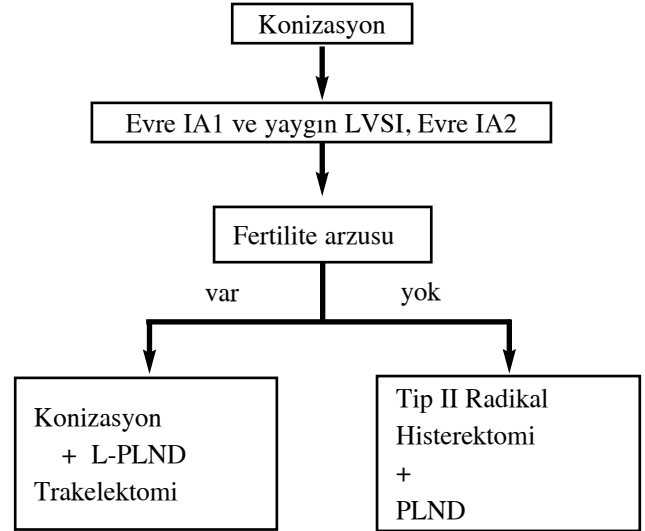 Konizasyon
Evre IA1 ve yaygın LVSI, Evre IA2
Fertilite arzusu
var
yok
Konizasyon
+ L-PLND
Trakelektomi
Tip II Radikal
Histerektomi
+
PLND